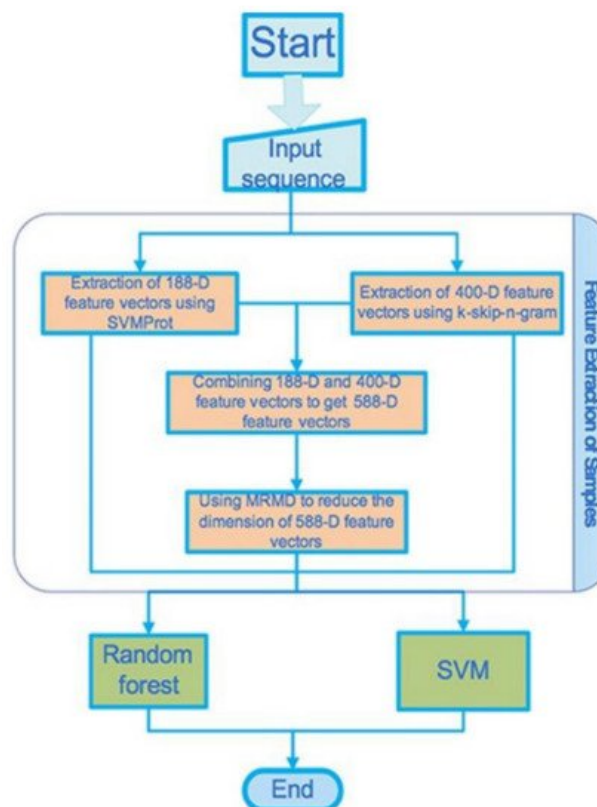 Start
Input
sequence
Extraction of 188-D
feature vectors using
SVMProt
Extraction of 400-D feature
vectors using k-skip-n-gram
Combining 188-D and 400-D
feature vectors to get 588-D
feature vectors
Using MRMD to reduce the
dimension of 588-D feature
vectors
Feature Extraction of Samples
Random
forest
SVM
End